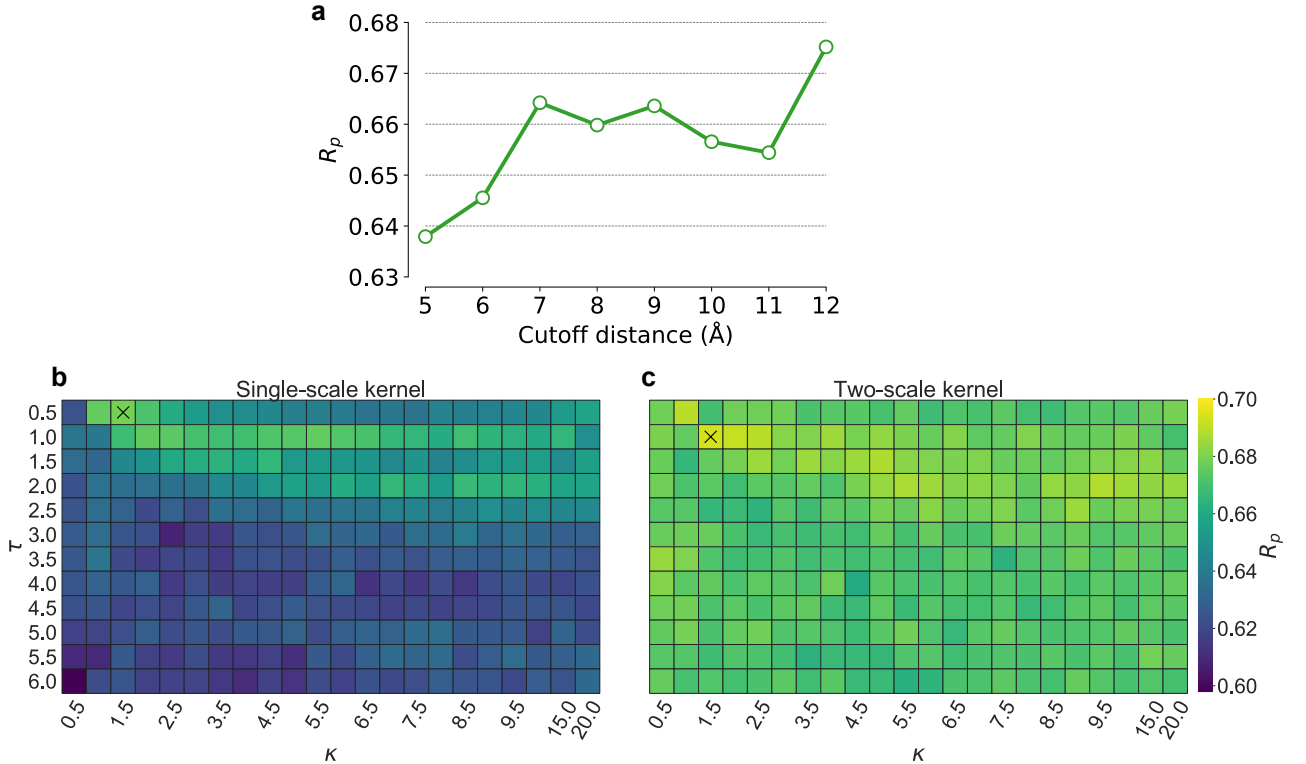 a
0.68
0.67
0.66
0.65
0.64
0.63
R_p
5 6 7 8 9 10 11 12
Cutoff distance (Å)
b
Single-scale kernel
0.5
1.0
1.5
2.0
2.5
3.0
3.5
4.0
4.5
5.0
5.5
6.0
τ
0.5 1.5 2.5 3.5 4.5 5.5 6.5 7.5 8.5 9.5 15.0 20.0
κ
c
Two-scale kernel
0.5 1.5 2.5 3.5 4.5 5.5 6.5 7.5 8.5 9.5 15.0 20.0
κ
0.70
0.68
0.66
0.64
0.62
0.60
R_p